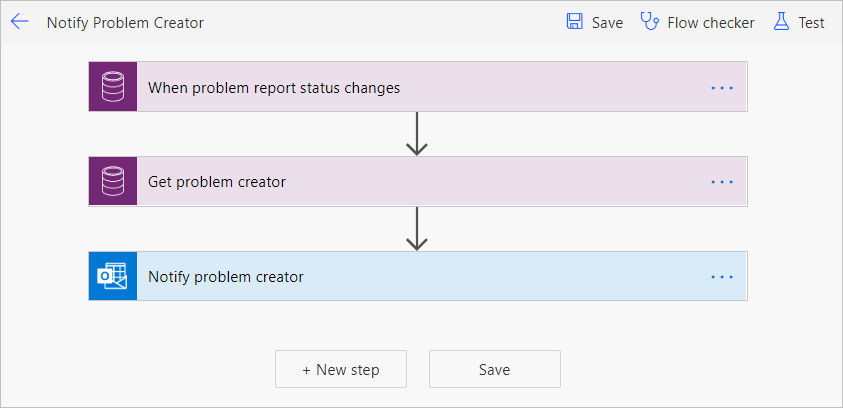 Notify Problem Creator Save Flow checker Test
When problem report status changes
Get problem creator
Notify problem creator
+ New step Save